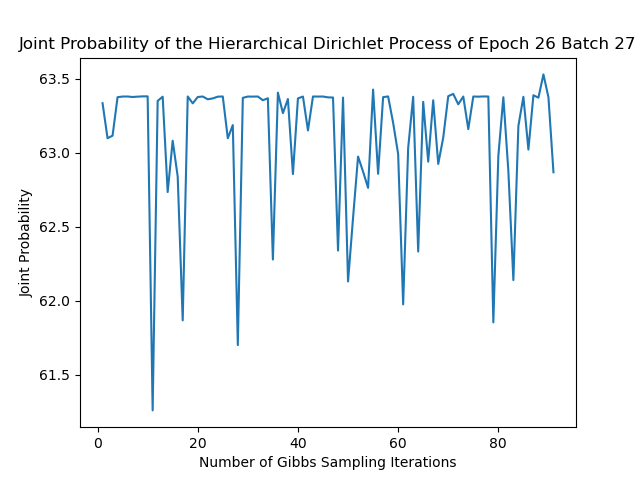 Joint Probability of the Hierarchical Dirichlet Process of Epoch 26 Batch 27
63.5
63.0
62.5
62.0
61.5
Joint Probability
0 20 40 60 80
Number of Gibbs Sampling Iterations